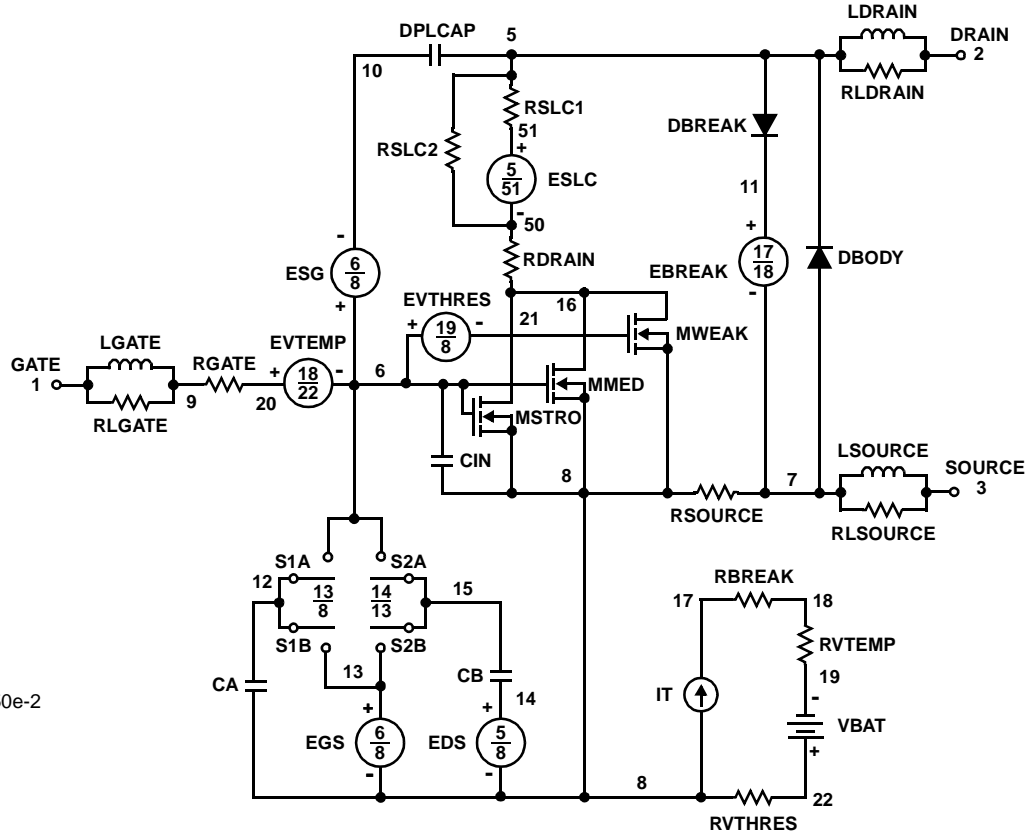 LDRAIN
DPLCAP
5
DRAIN
2
10
RLDRAIN
RSLC1
DBREAK
51
+
RSLC2
5
51
ESLC
11
-
50
+
-
17
18
DBODY
6
8
ESG
RDRAIN
EBREAK
-
16
+
EVTHRES
21
+
19
8
-
MWEAK
LGATE
EVTEMP
GATE
1
RGATE
+
18
22
-
6
MMED
9
20
MSTRO
RLGATE
LSOURCE
CIN
8
7
SOURCE
3
RSOURCE
RLSOURCE
S1A
S2A
12
13
8
14
13
15
RBREAK
17
18
S1B
S2B
RVTEMP
13
CB
19
CA
14
IT
-
0e-2
+
+
VBAT
EGS
6
8
EDS
5
8
+
-
-
8
22
RVTHRES